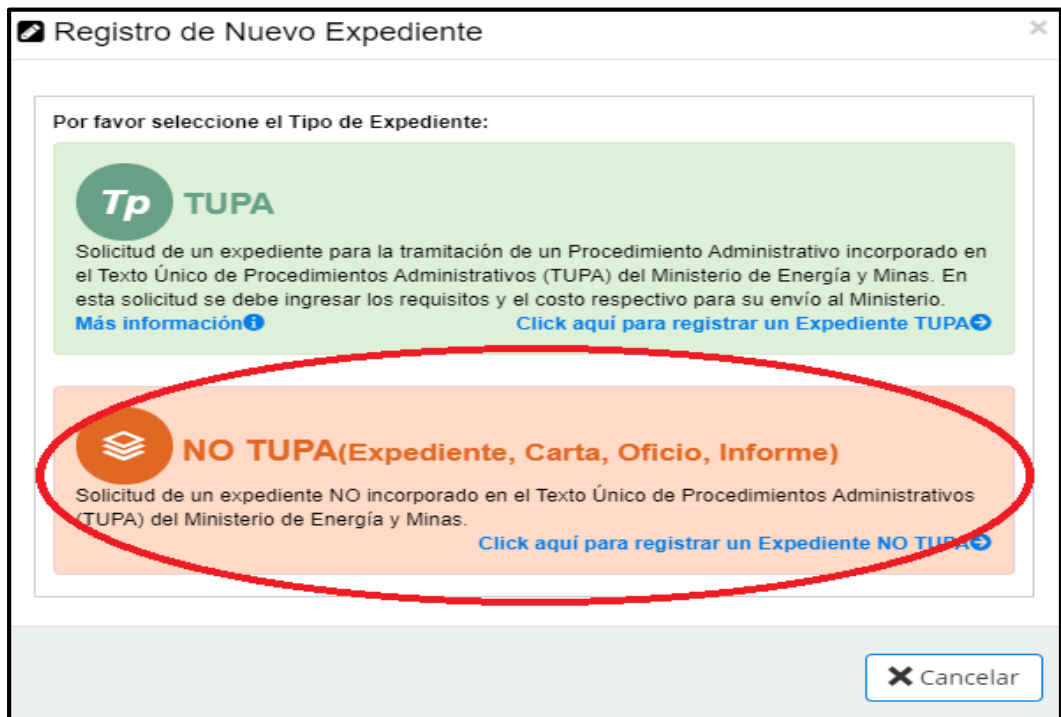 Registro de Nuevo Expediente
Por favor seleccione el Tipo de Expediente:
Tp TUPA
Solicitud de un expediente para la tramitación de un Procedimiento Administrativo incorporado en
el Texto Único de Procedimientos Administrativos (TUPA) del Ministerio de Energía y Minas. En
esta solicitud se debe ingresar los requisitos y el costo respectivo para su envío al Ministerio.
Más información Click aquí para registrar un Expediente TUPA
NO TUPA(Expediente, Carta, Oficio, Informe)
Solicitud de un expediente NO incorporado en el Texto Único de Procedimientos Administrativos
(TUPA) del Ministerio de Energía y Minas.
Click aquí para registrar un Expediente NO TUPA
Cancelar